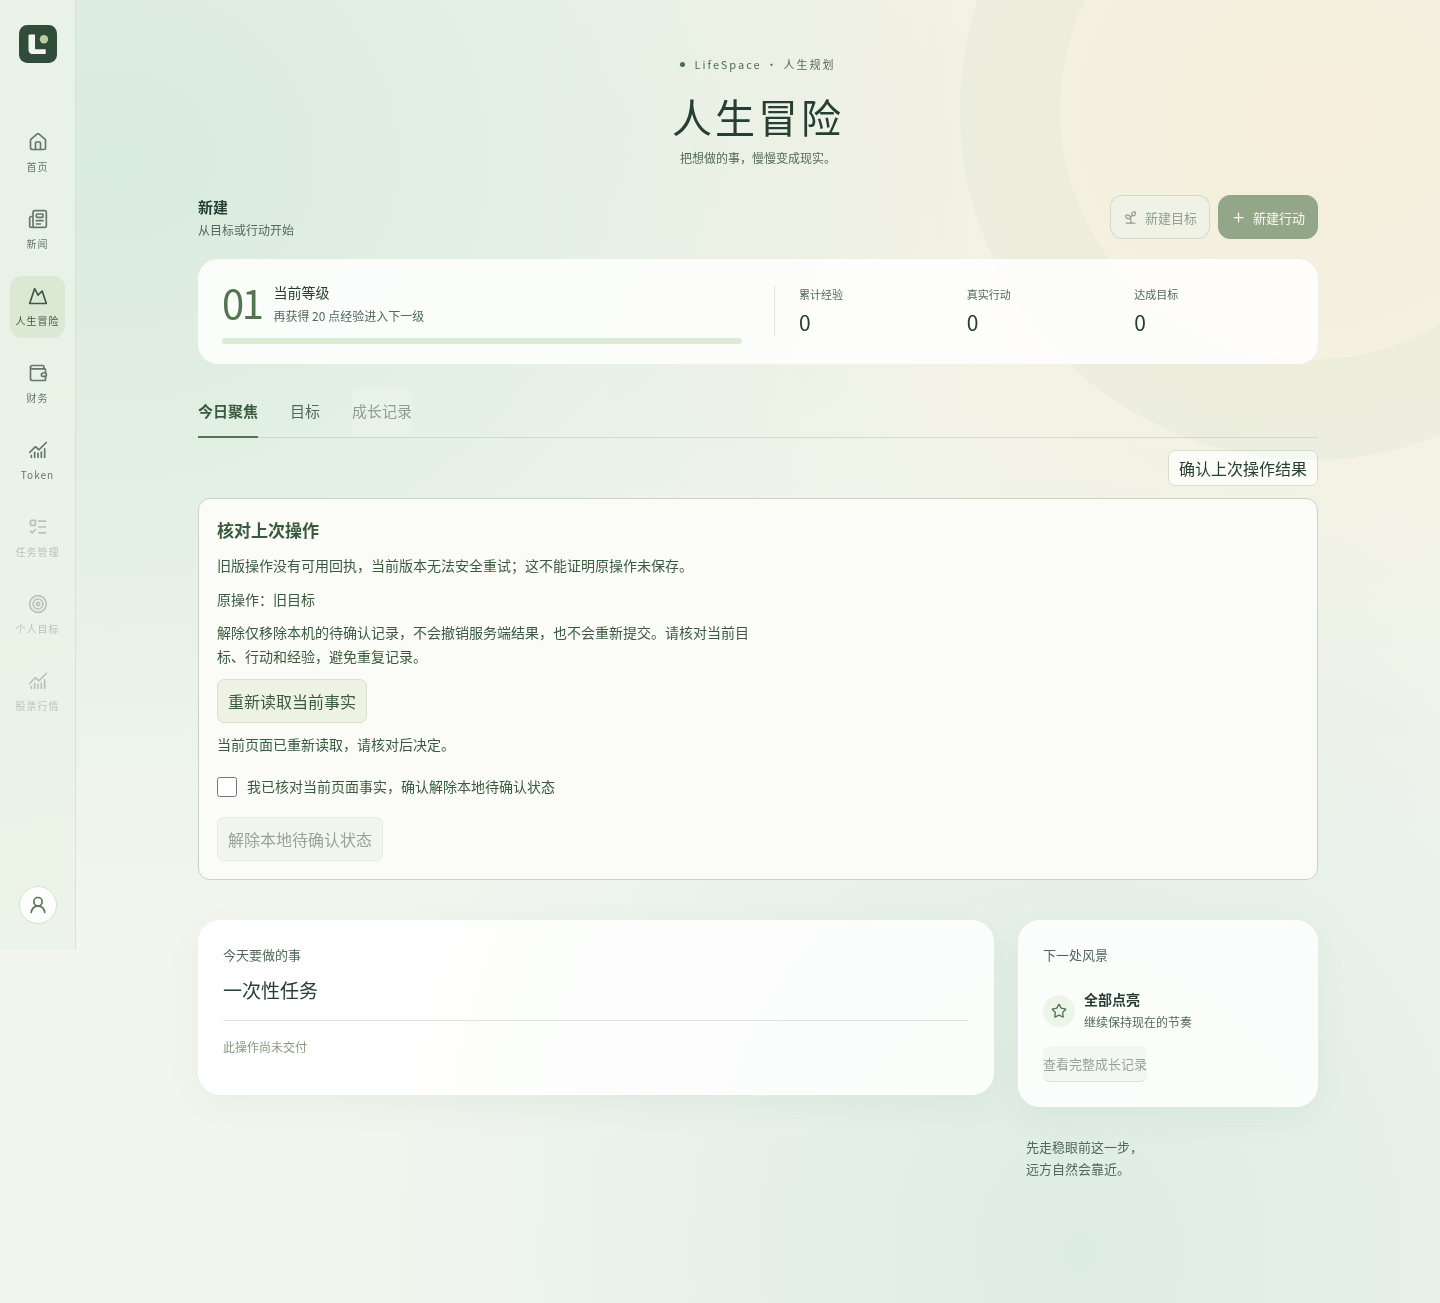 LifeSpace · 人生规划
人生冒险
把想做的事，慢慢变成现实。
首页
新闻
人生冒险
财务
Token
任务管理
个人目标
股票行情
新建
从目标或行动开始
新建目标
新建行动
01
当前等级
再获得 20 点经验进入下一级
累计经验
0
真实行动
0
达成目标
0
今日聚焦
目标
成长记录
确认上次操作结果
核对上次操作
旧版操作没有可用回执，当前版本无法安全重试；这不能证明原操作未保存。
原操作：旧目标
解除仅移除本机的待确认记录，不会撤销服务端结果，也不会重新提交。请核对当前目
标、行动和经验，避免重复记录。
重新读取当前事实
当前页面已重新读取，请核对后决定。
我已核对当前页面事实，确认解除本地待确认状态
解除本地待确认状态
今天要做的事
一次性任务
此操作尚未交付
下一处风景
全部点亮
继续保持现在的节奏
查看完整成长记录
先走稳眼前这一步，
远方自然会靠近。